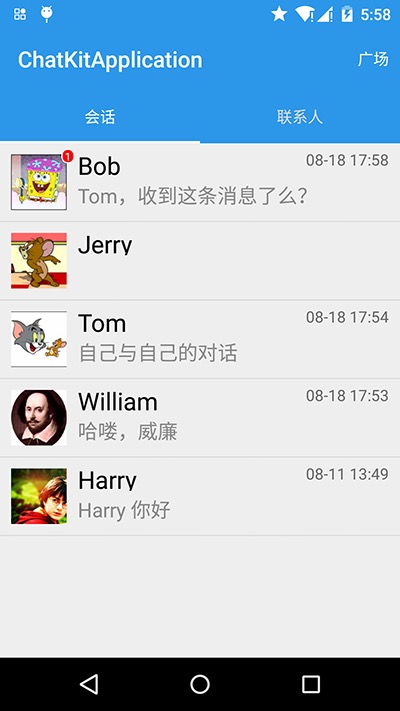 5:58
ChatKitApplication
广场
会话
联系人
1
Bob
08-18 17:58
Tom，收到这条消息了么？
Jerry
Tom
08-18 17:54
自己与自己的对话
William
08-18 17:53
哈喽，威廉
Harry
08-11 13:49
Harry 你好